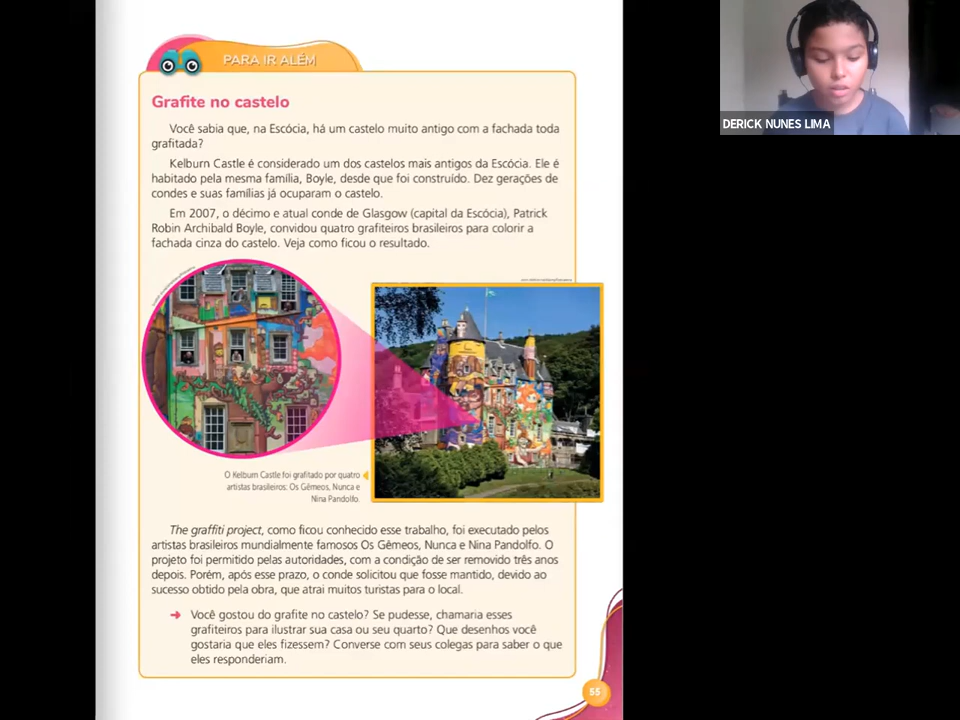 PARA IR ALÉM
Grafite no castelo
Você sabia que, na Escócia, há um castelo muito antigo com a fachada toda
grafitada?
Kelburn Castle é considerado um dos castelos mais antigos da Escócia. Ele é
habitado pela mesma família, Boyle, desde que foi construído. Dez gerações de
condes e suas famílias já ocuparam o castelo.
Em 2007, o décimo e atual conde de Glasgow (capital da Escócia), Patrick
Robin Archibald Boyle, convidou quatro grafiteiros brasileiros para colorir a
fachada cinza do castelo. Veja como ficou o resultado.
O Kelburn Castle foi grafitado por quatro
artistas brasileiros: Os Gêmeos, Nunca e
Nina Pandolfo.
The graffiti project, como ficou conhecido esse trabalho, foi executado pelos
artistas brasileiros mundialmente famosos Os Gêmeos, Nunca e Nina Pandolfo. O
projeto foi permitido pelas autoridades, com a condição de ser removido três anos
depois. Porém, após esse prazo, o conde solicitou que fosse mantido, devido ao
sucesso obtido pela obra, que atrai muitos turistas para o local.
➜ Você gostou do grafite no castelo? Se pudesse, chamaria esses
grafiteiros para ilustrar sua casa ou seu quarto? Que desenhos você
gostaria que eles fizessem? Converse com seus colegas para saber o que
eles responderiam.
55
DERICK NUNES LIMA